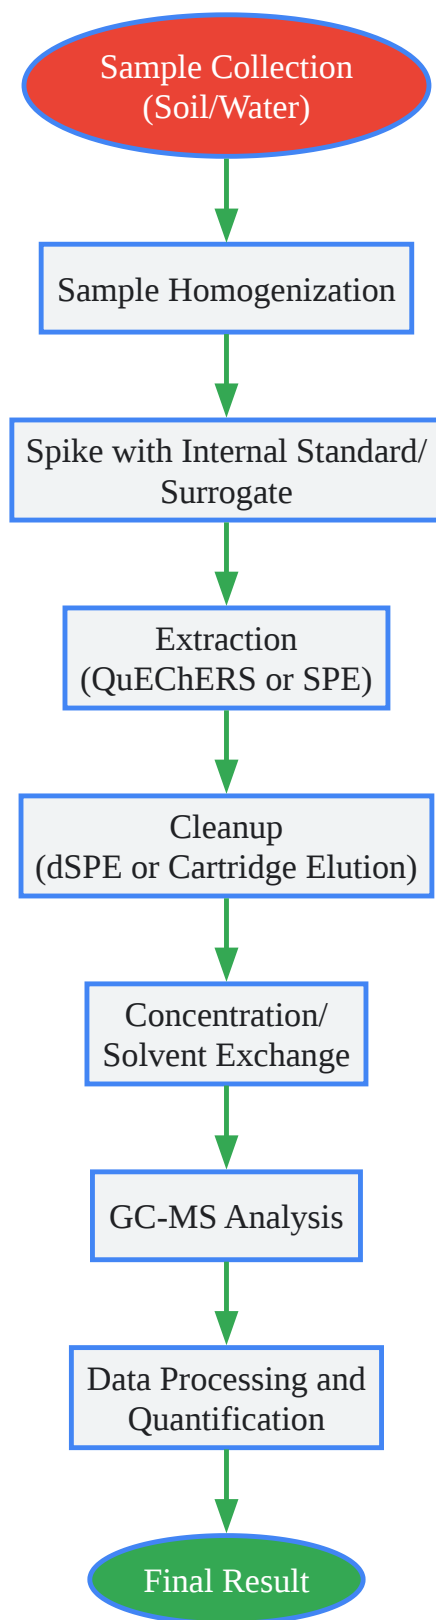 Sample Collection
(Soil/Water)
Sample Homogenization
Spike with Internal Standard/
Surrogate
Extraction
(QuEChERS or SPE)
Cleanup
(dSPE or Cartridge Elution)
Concentration/
Solvent Exchange
GC-MS Analysis
Data Processing and
Quantification
Final Result